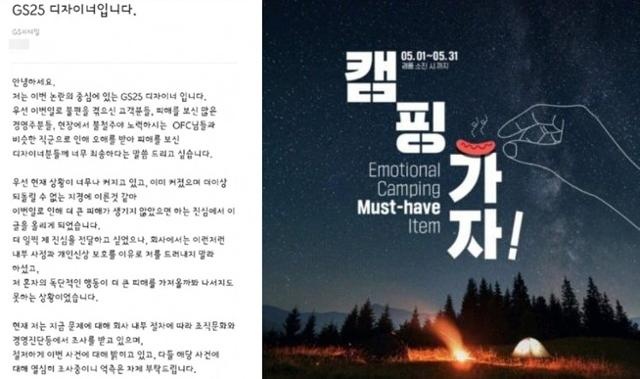 GS25 디자이너입니다.
GS리테일
안녕하세요.
저는 이번 논란의 중심에 있는 GS25 디자이너 입니다.
우선 이번일로 불편을 겪으신 고객분들, 피해를 보신 많은
경영주분들, 현장에서 불철주야 노력하시는 OFC님들과
비슷한 직군으로 인해 오해를 받아 피해를 보신
디자이너분들께 너무 죄송하다는 말씀 드리고 싶습니다.
우선 현재 상황이 너무나 커지고 있고, 이미 커졌으며 더이상
되돌릴 수 없는 지경에 이른것 같아
이번일로 인해 더 큰 피해가 생기지 않았으면 하는 진심에서 이
글을 올리게 되었습니다.
더 일찍 제 진심을 전달하고 싶었으나, 회사에서는 이런저런
내부 사정과 개인신상 보호를 이유로 저를 드러내지 말라
하셨고,
저 혼자의 독단적인 행동이 더 큰 피해를 가져올까봐 나서지도
못하는 상황이었습니다.
현재 저는 지금 문제에 대해 회사 내부 절차에 따라 조직문화와
경영진단등에서 조사를 받고 있으며,
절저하게 이번 사건에 대해 밝히고 있고, 다들 해당 사건에
대해 열심히 조사중이니 억측은 자제 부탁드립니다.
05.01~05.31
소진 시 까지
캠핑
가자!
Emotional
Camping
Must-have
Item